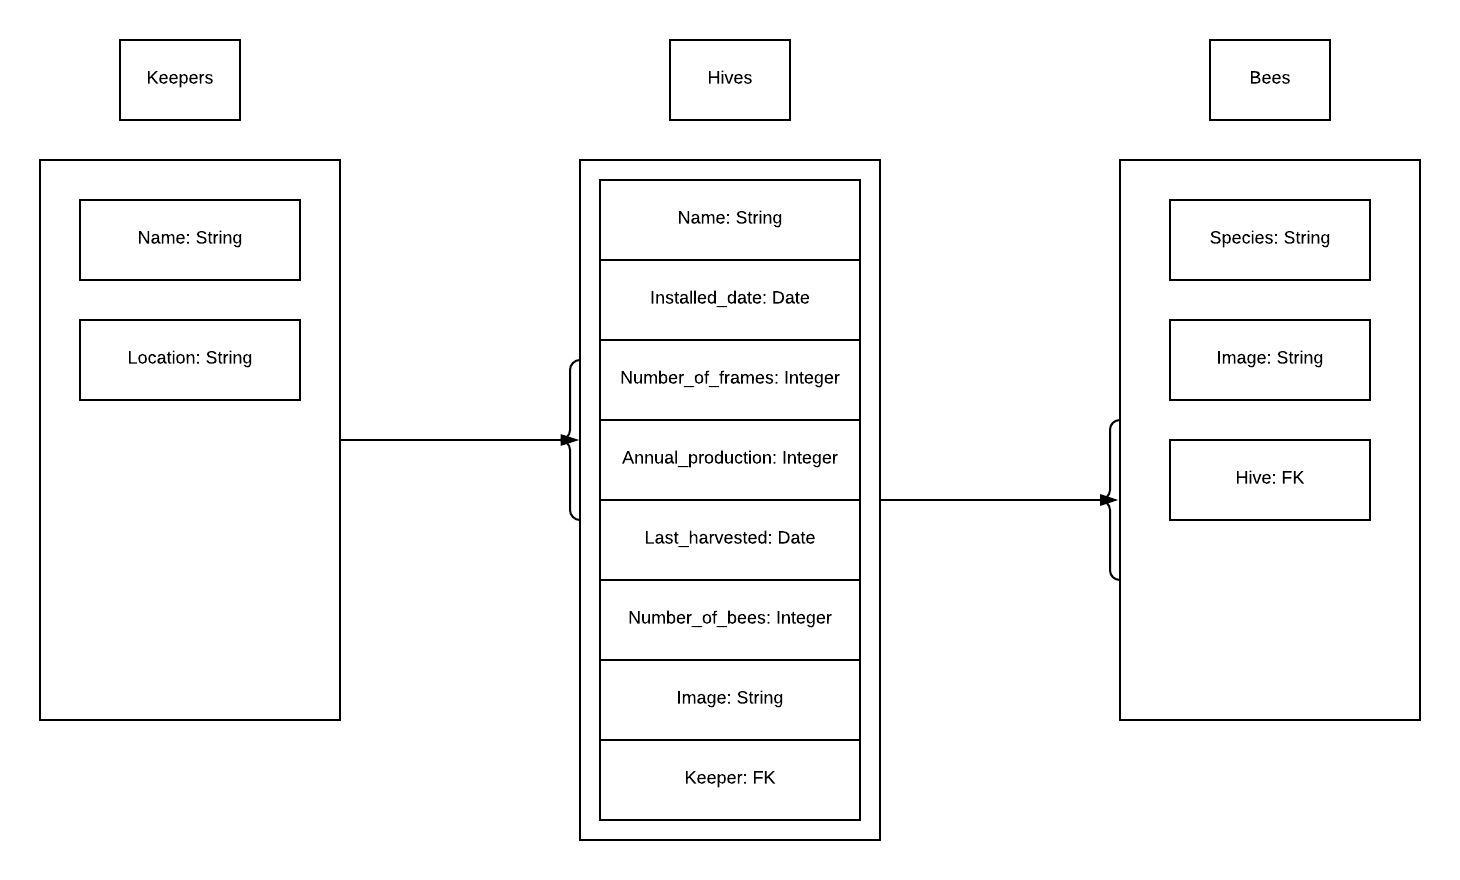 Keepers
Name: String
Location: String
Hives
Name: String
Installed_date: Date
Number_of_frames: Integer
Annual_production: Integer
Last_harvested: Date
Number_of_bees: Integer
Image: String
Keeper: FK
Bees
Species: String
Image: String
Hive: FK